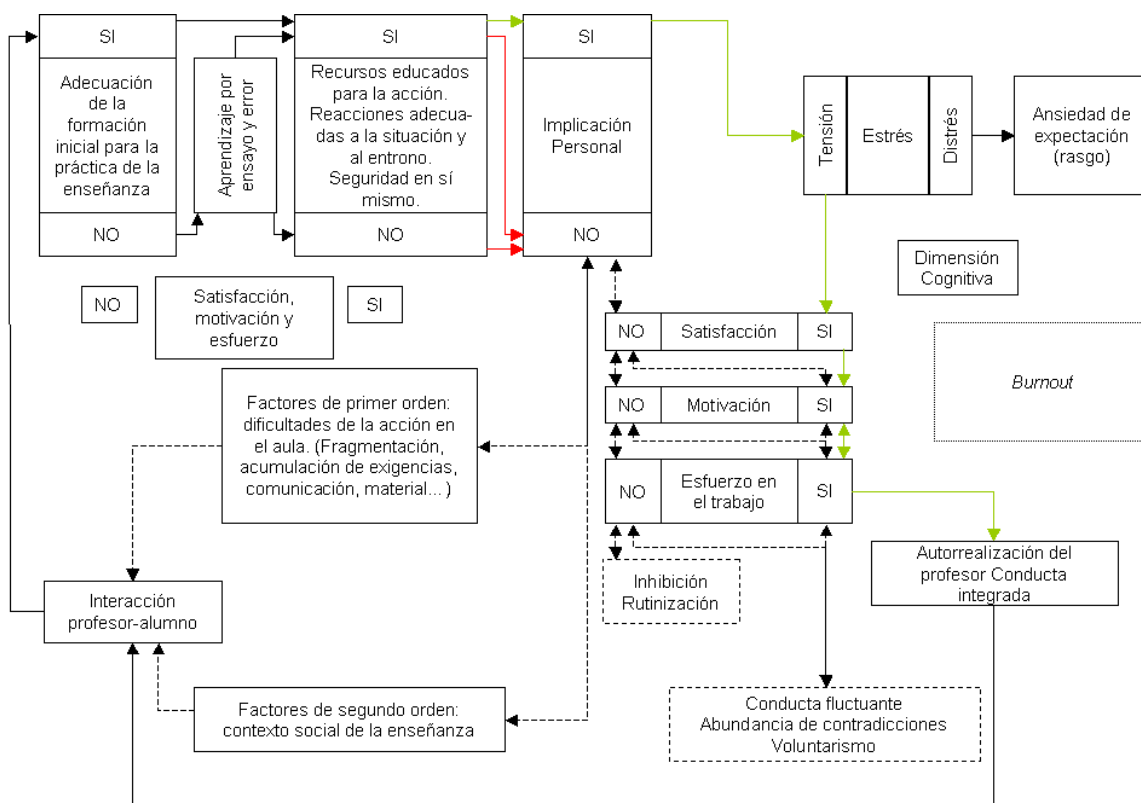 SI
Adecuación
de la
formación
inicial para la
práctica de la
enseñanza
NO
Aprendizaje por
ensayo y error
SI
Recursos educados
para la acción.
Reacciones adecua-
das a la situación y
al entrono.
Seguridad en sí
mismo.
NO
SI
Implicación
Personal
NO
Tensión
Estrés
Distrés
Ansiedad de
expectación
(rasgo)
Dimensión
Cognitiva
NO
Satisfacción,
motivación y
esfuerzo
SI
NO
Satisfacción
SI
Burnout
NO
Motivación
SI
Factores de primer orden:
dificultades de la acción en
el aula. (Fragmentación,
acumulación de exigencias,
comunicación, material... )
NO
Esfuerzo en
el trabajo
SI
Inhibición
Rutinización
Autorrealización del
profesor Conducta
integrada
Interacción
profesor-alumno
Factores de segundo orden:
contexto social de la enseñanza
Conducta fluctuante
Abundancia de contradicciones
Voluntarismo